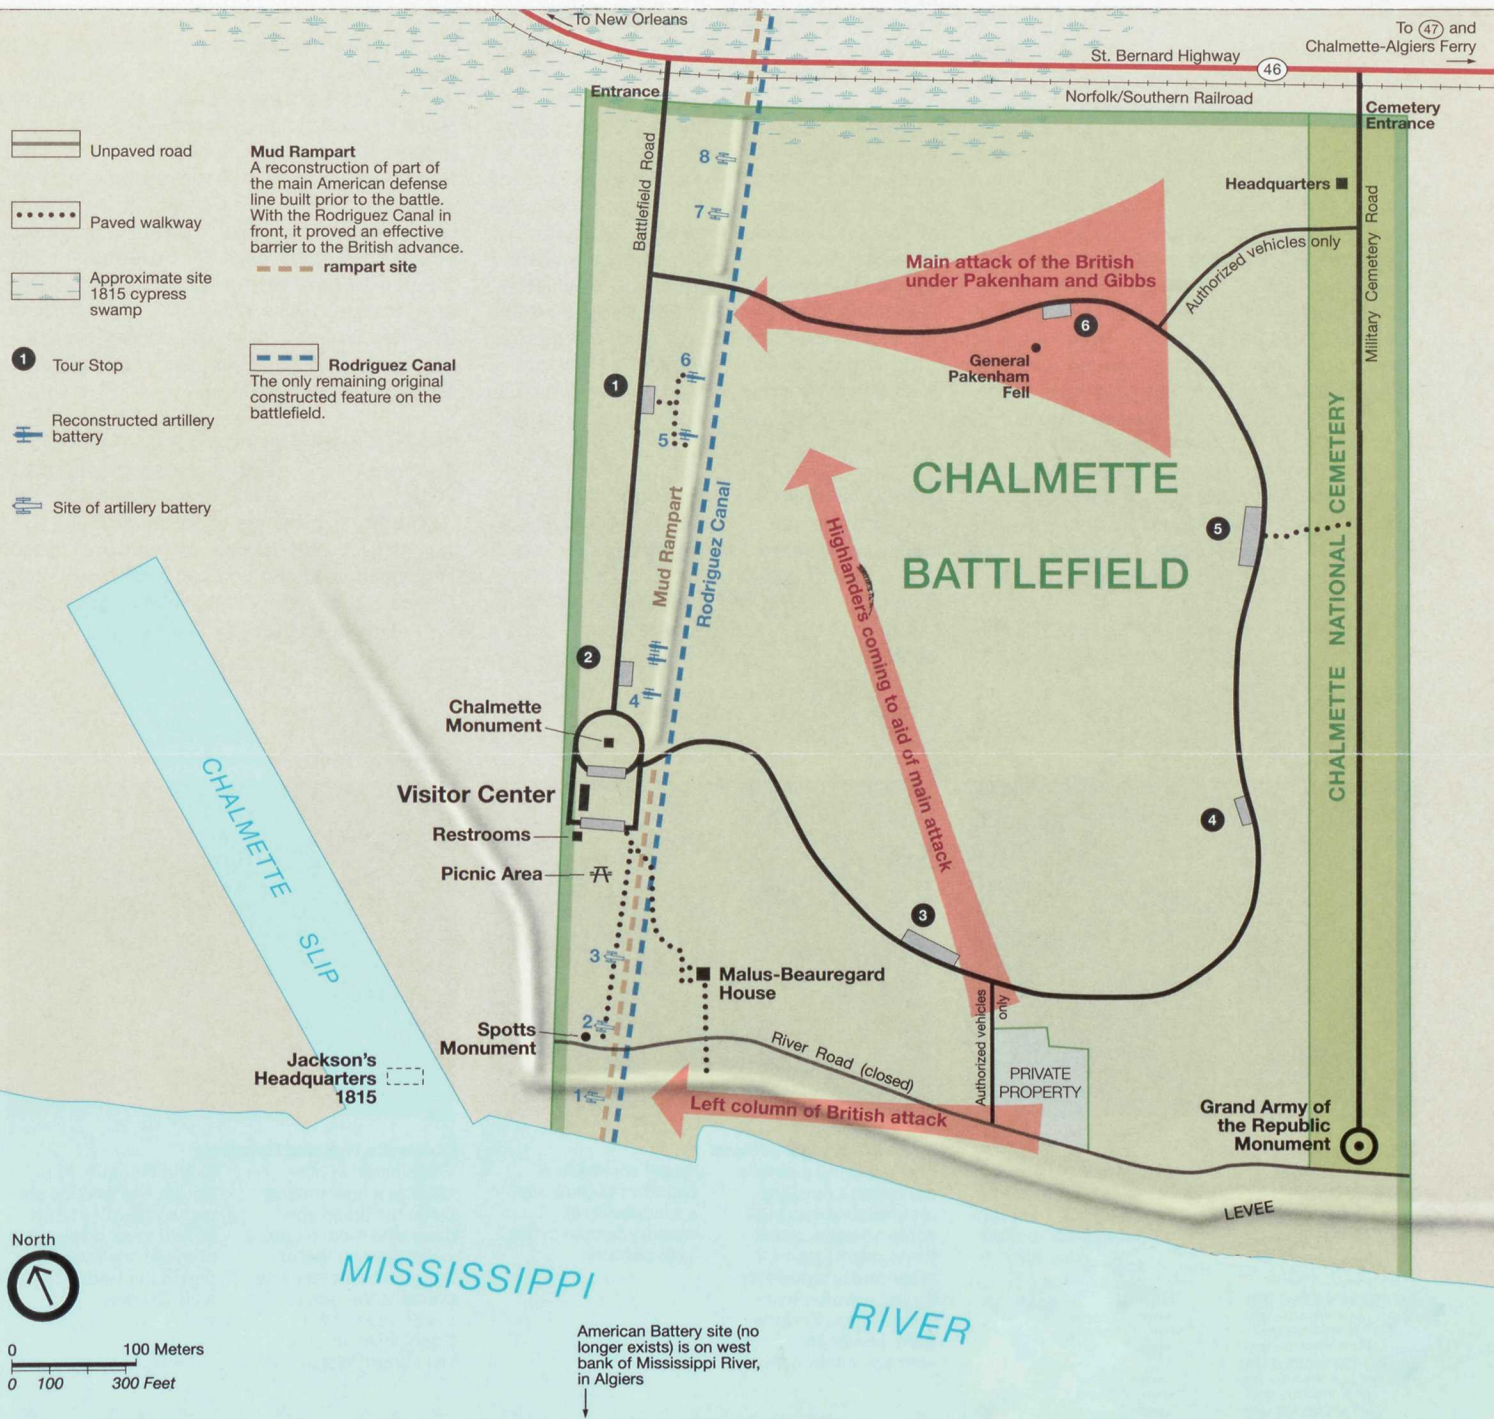 To New Orleans
To 47 and
Chalmette-Algiers Ferry
St. Bernard Highway
46
Norfolk/Southern Railroad
Entrance
Cemetery
Entrance
Unpaved road
Paved walkway
Approximate site
1815 cypress
swamp
1
Tour Stop
Reconstructed artillery
battery
Site of artillery battery
Mud Rampart
A reconstruction of part of
the main American defense
line built prior to the battle.
With the Rodriguez Canal in
front, it proved an effective
barrier to the British advance.
rampart site
Rodriguez Canal
The only remaining original
constructed feature on the
battlefield.
Battlefield Road
8
7
Headquarters
Authorized vehicles only
Military Cemetery Road
Main attack of the British
under Pakenham and Gibbs
6
General
Pakenham
Fell
1
6
5
CHALMETTE
BATTLEFIELD
Mud Rampart
Rodriguez Canal
Highlanders coming to aid of main attack
5
CHALMETTE NATIONAL CEMETERY
2
4
Chalmette
Monument
Visitor Center
Restrooms
Picnic Area
4
3
3
Malus-Beauregard
House
2
Spotts
Monument
River Road (closed)
Authorized vehicles
only
PRIVATE
PROPERTY
Jackson's
Headquarters
1815
1
Left column of British attack
Grand Army of
the Republic
Monument
LEVEE
CHALMETTE SLIP
MISSISSIPPI RIVER
North
0 100 Meters
0 100 300 Feet
American Battery site (no
longer exists) is on west
bank of Mississippi River,
in Algiers